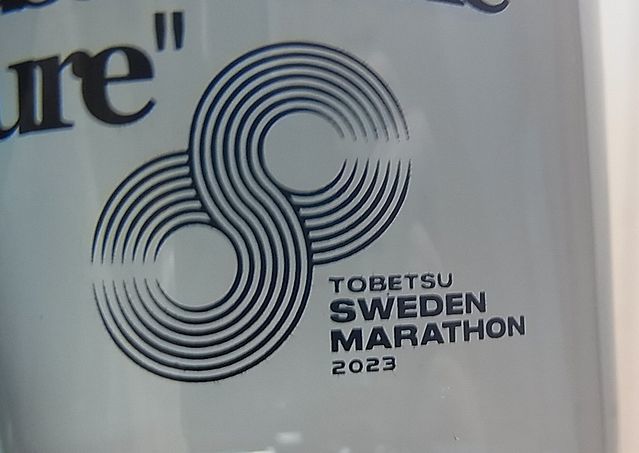 ure"
TOBETSU
SWEDEN
MARATHON
2023